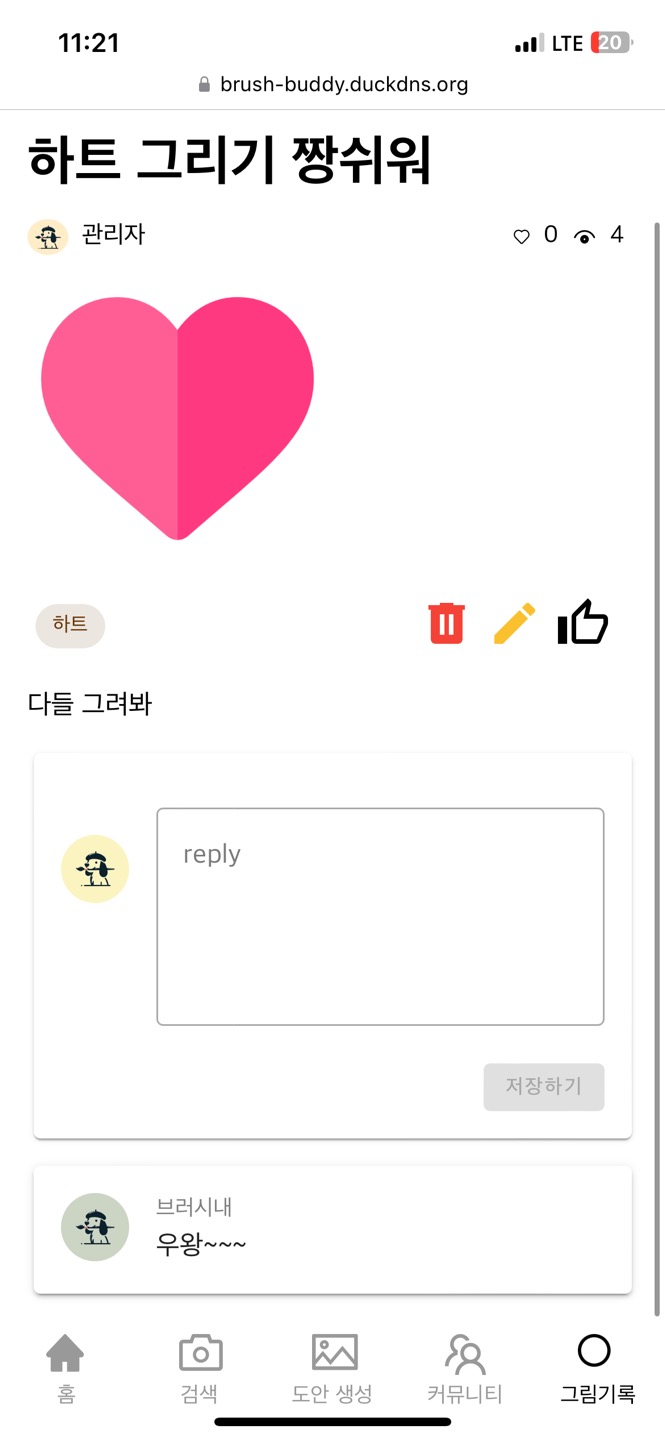 11:21
LTE
20
brush-buddy.duckdns.org
하트 그리기 짱쉬워
관리자
0
4
하트
다들 그려봐
reply
저장하기
브러시내
우왕~~~
홈
검색
도안 생성
커뮤니티
그림기록